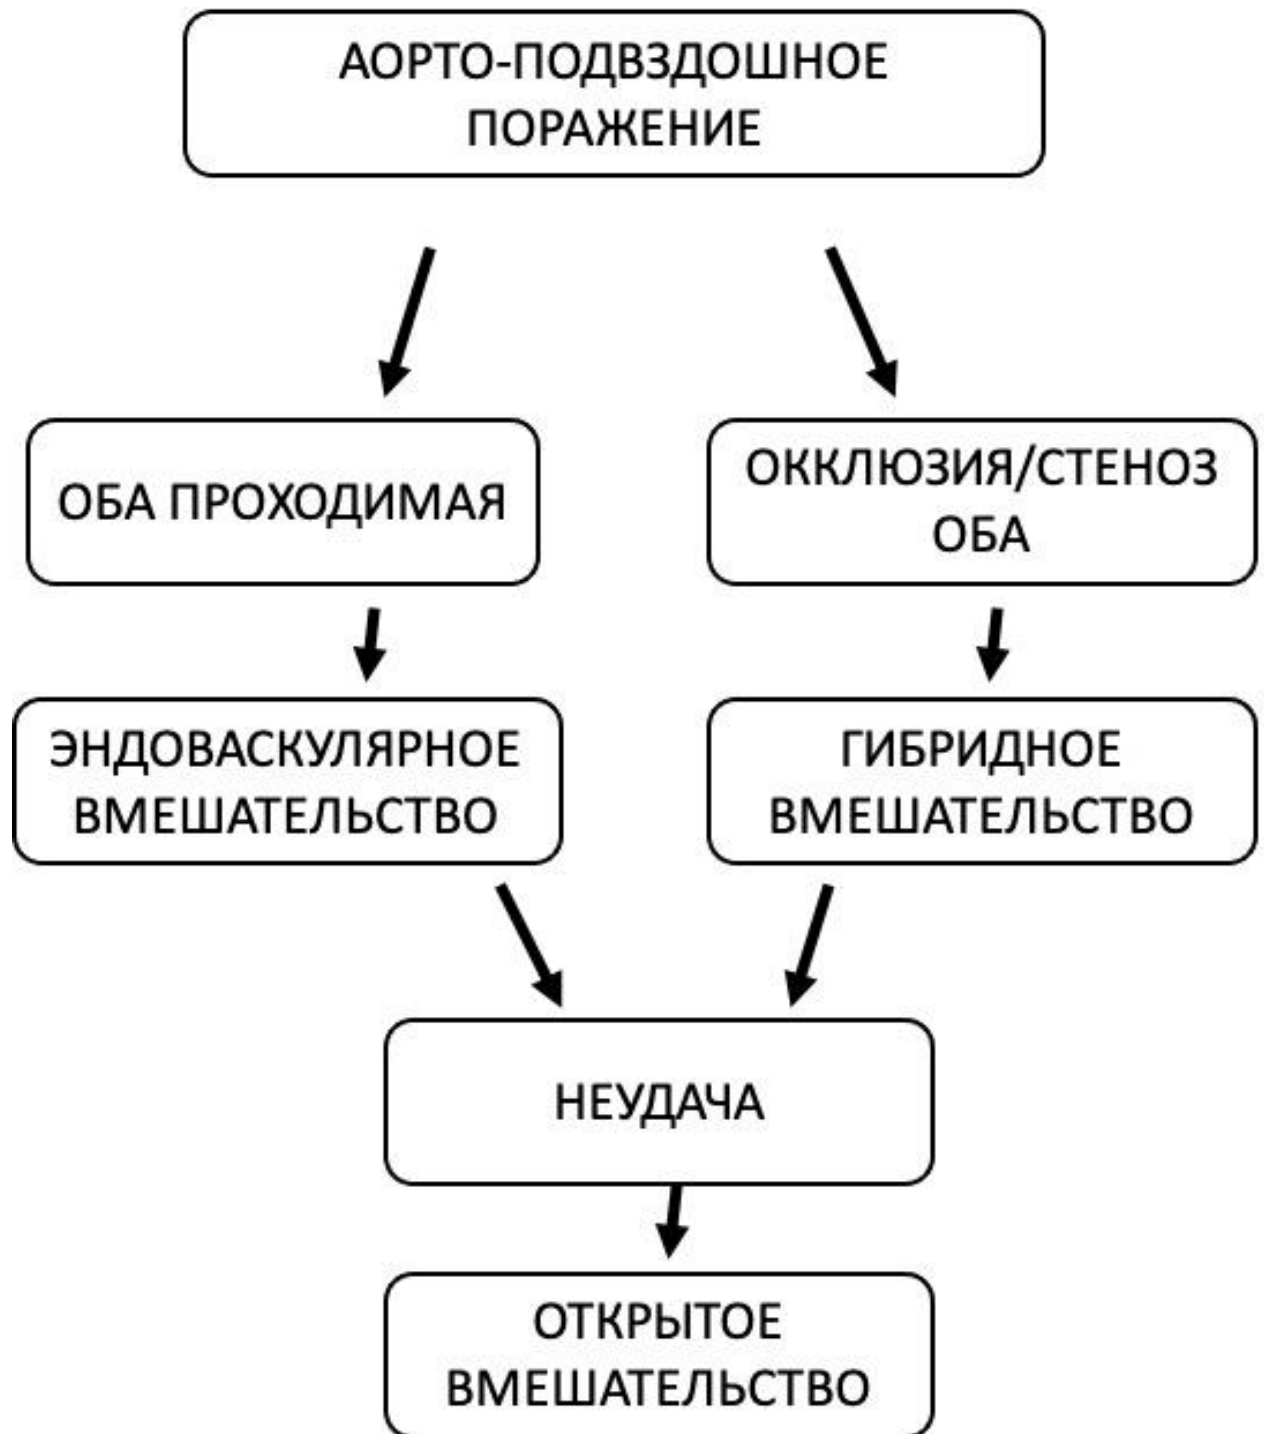 АОРТО-ПОДВЗДОШНОЕ
ПОРАЖЕНИЕ
ОБА ПРОХОДИМАЯ
ОККЛЮЗИЯ/СТЕНОЗ
ОБА
ЭНДОВАСКУЛЯРНОЕ
ВМЕШАТЕЛЬСТВО
ГИБРИДНОЕ
ВМЕШАТЕЛЬСТВО
НЕУДАЧА
ОТКРЫТОЕ
ВМЕШАТЕЛЬСТВО